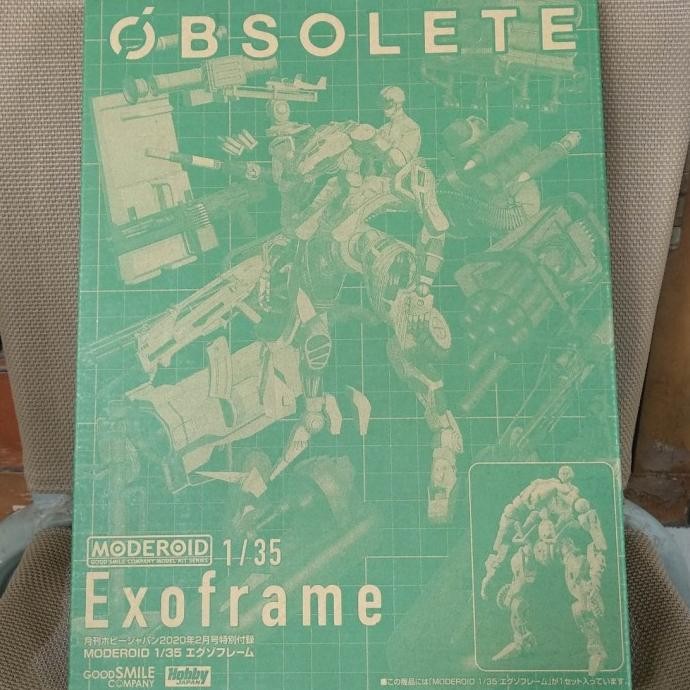 OBSOLETE
MODEROID
GOOD SMILE COMPANY MODEL KIT SERIES
1/35
Exoframe
月刊ホビージャパン2020年2月号特別付録
MODEROID 1/35 エグゾフレーム
GOODSMILE
COMPANY
Hobby
JAPAN
■この商品には「MODEROID 1/35 エグゾフレーム」が1セット入っています。